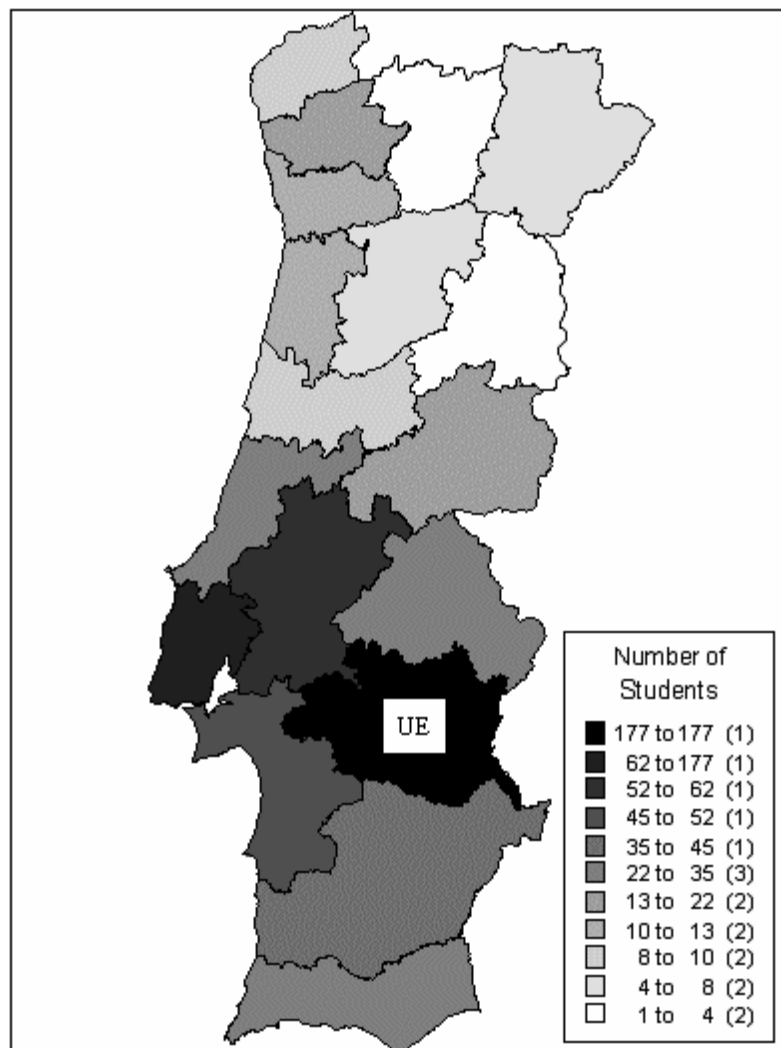 UE
Number of
Students
177 to 177 (1)
62 to 177 (1)
52 to 62 (1)
45 to 52 (1)
35 to 45 (1)
22 to 35 (3)
13 to 22 (2)
10 to 13 (2)
8 to 10 (2)
4 to 8 (2)
1 to 4 (2)